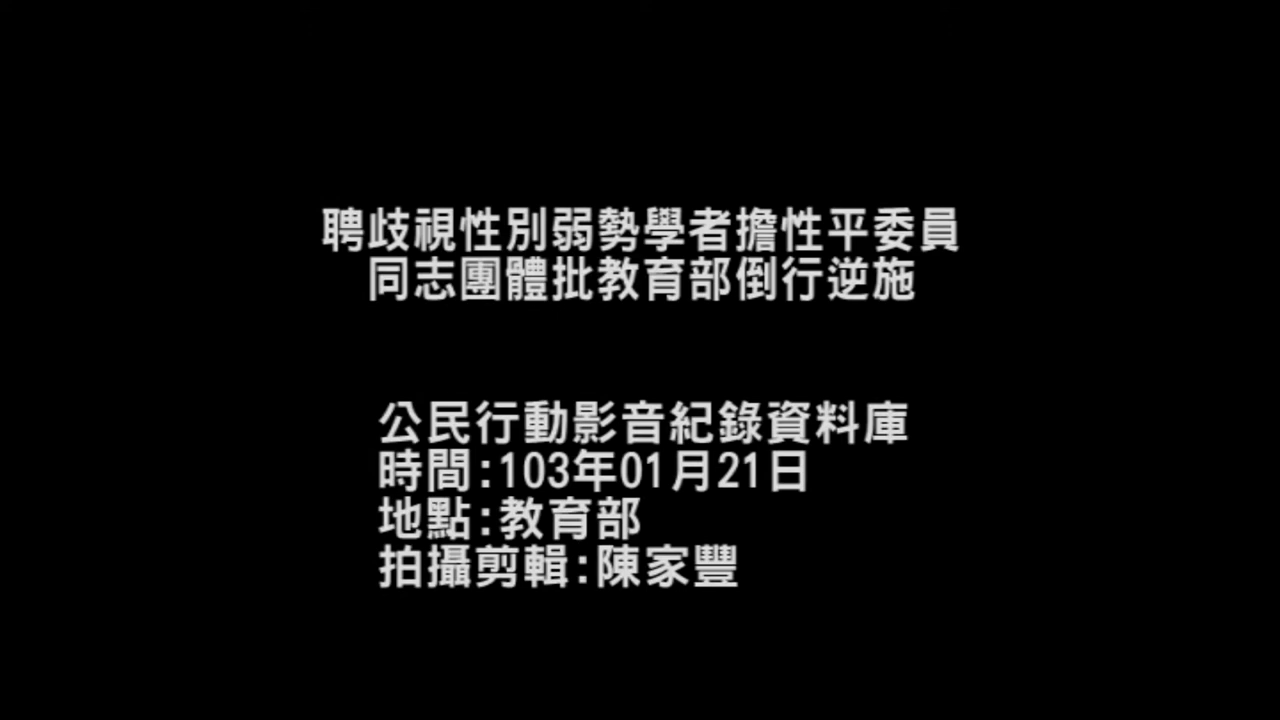 聘歧視性別弱勢學者擔性平委員
同志團體批教育部倒行逆施
公民行動影音紀錄資料庫
時間:103年01月21日
地點:教育部
拍攝剪輯:陳家豐